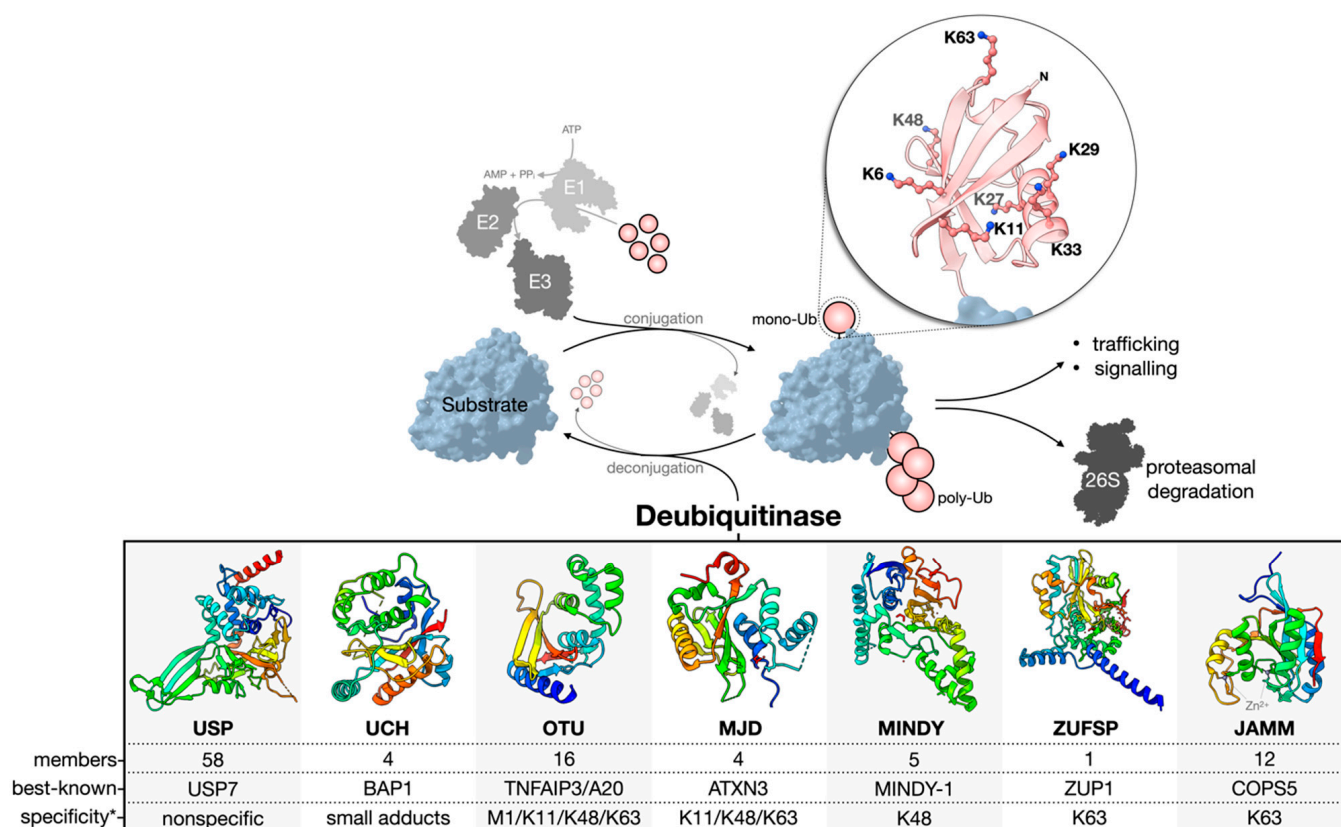 K63
N
K48
K29
K6
K27
K11
K33
ATP
AMP + PPi
E1
E2
E3
conjugation
mono-Ub
• trafficking
• signalling
Substrate
deconjugation
poly-Ub
26S
proteasomal
degradation
Deubiquitinase
Zn²⁺
USP UCH OTU MJD MINDY ZUFSP JAMM
members 58 4 16 4 5 1 12
best-known USP7 BAP1 TNFAIP3/A20 ATXN3 MINDY-1 ZUP1 COPS5
specificity* nonspecific small adducts M1/K11/K48/K63 K11/K48/K63 K48 K63 K63